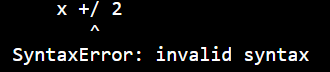 x +/ 2
^
SyntaxError: invalid syntax